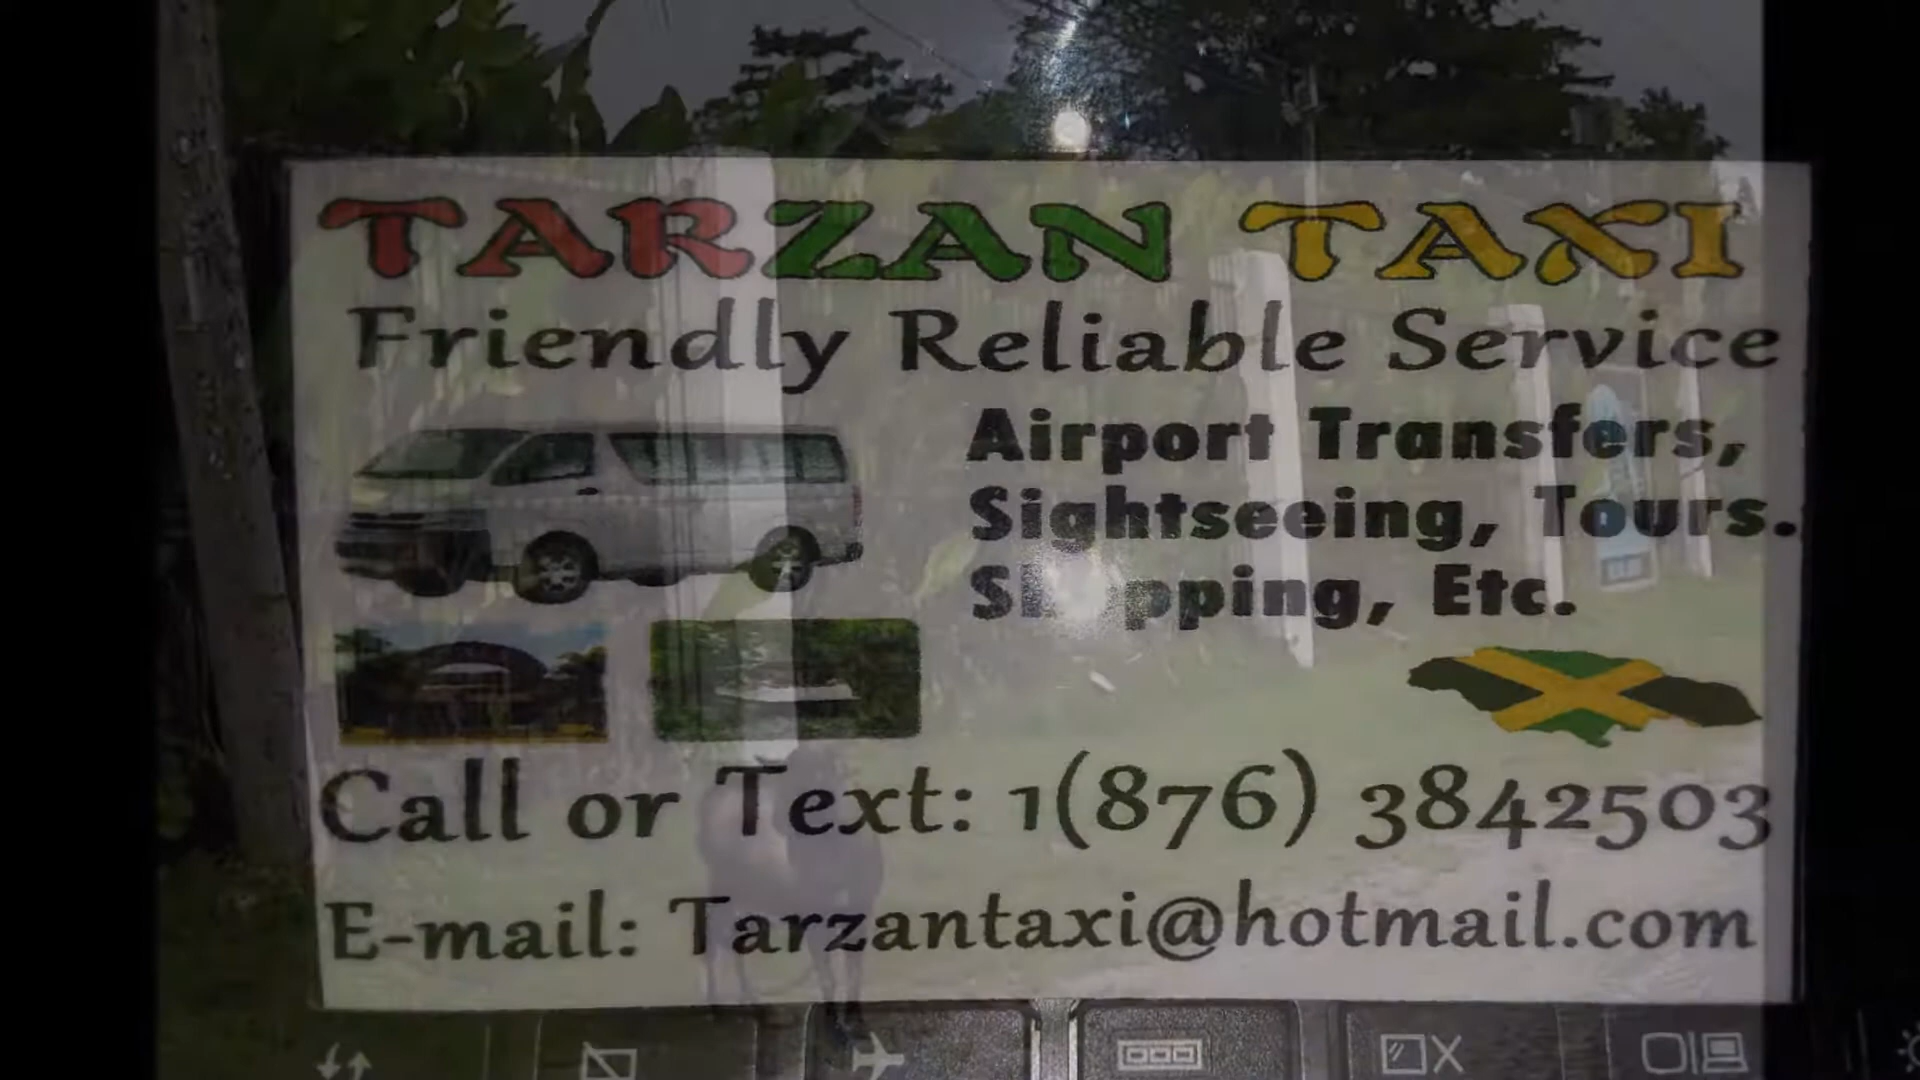 TARZAN TAXI
Friendly Reliable Service
Airport Transfers,
Sightseeing, Tours.
Shopping, Etc.
Call or Text: 1(876) 3842503
E-mail: Tarzantaxi@hotmail.com